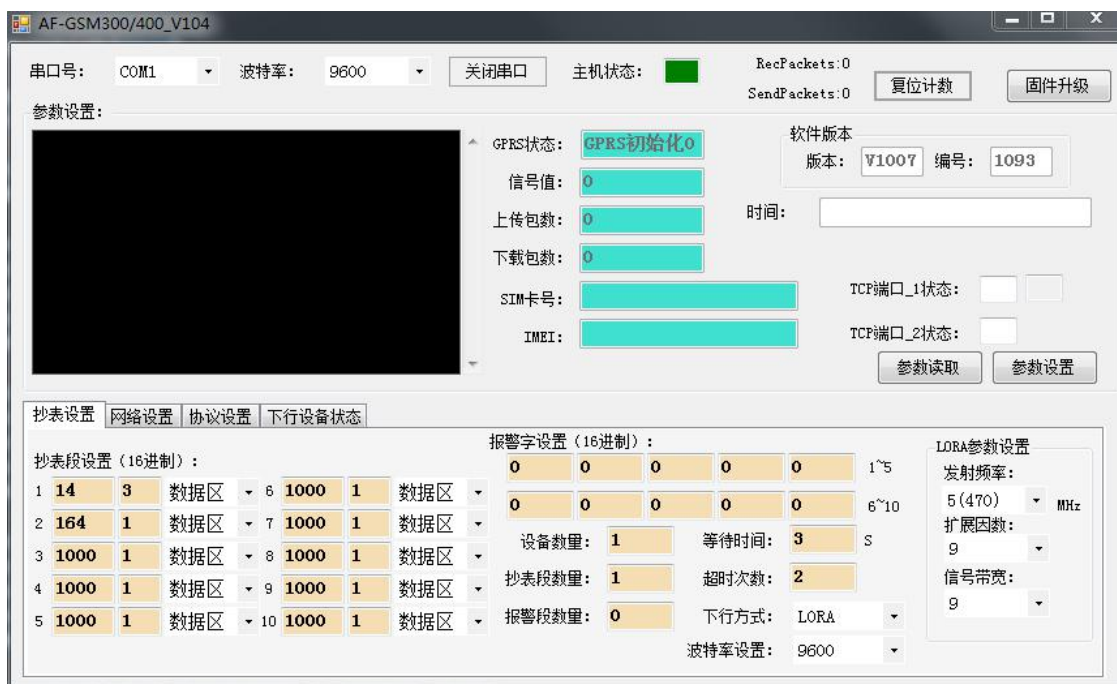 AF-GSM300/400_V104
串口号: COM1 波特率: 9600 关闭串口 主机状态: RecPackets:0 复位计数 固件升级
SendPackets:0
参数设置:
GPRS状态: GPRS初始化0 软件版本
版本: V1007 编号: 1093
信号值: 0
上传包数: 0 时间:
下载包数: 0
SIM卡号: TCP端口_1状态:
IMEI: TCP端口_2状态:
参数读取 参数设置
抄表设置 网络设置 协议设置 下行设备状态
抄表段设置(16进制): 报警字设置(16进制): LORA参数设置
1 14 3 数据区 6 1000 1 数据区 0 0 0 0 0 1~5 发射频率:
2 164 1 数据区 7 1000 1 数据区 0 0 0 0 0 6~10 5(470) MHz
3 1000 1 数据区 8 1000 1 数据区 设备数量: 1 等待时间: 3 S 扩展因数:
9
4 1000 1 数据区 9 1000 1 数据区 抄表段数量: 1 超时次数: 2 信号带宽:
5 1000 1 数据区 10 1000 1 数据区 报警段数量: 0 下行方式: LORA 9
波特率设置: 9600